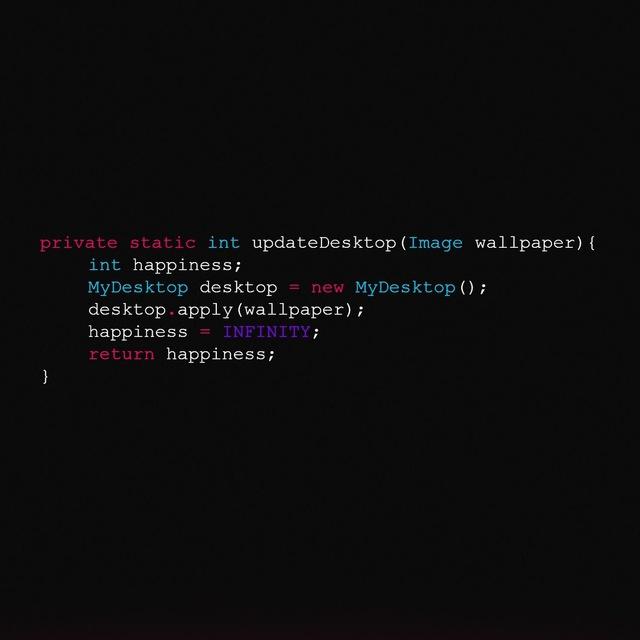 private static int updateDesktop(Image wallpaper){
int happiness;
MyDesktop desktop = new MyDesktop();
desktop.apply(wallpaper);
happiness = INFINITY;
return happiness;
}